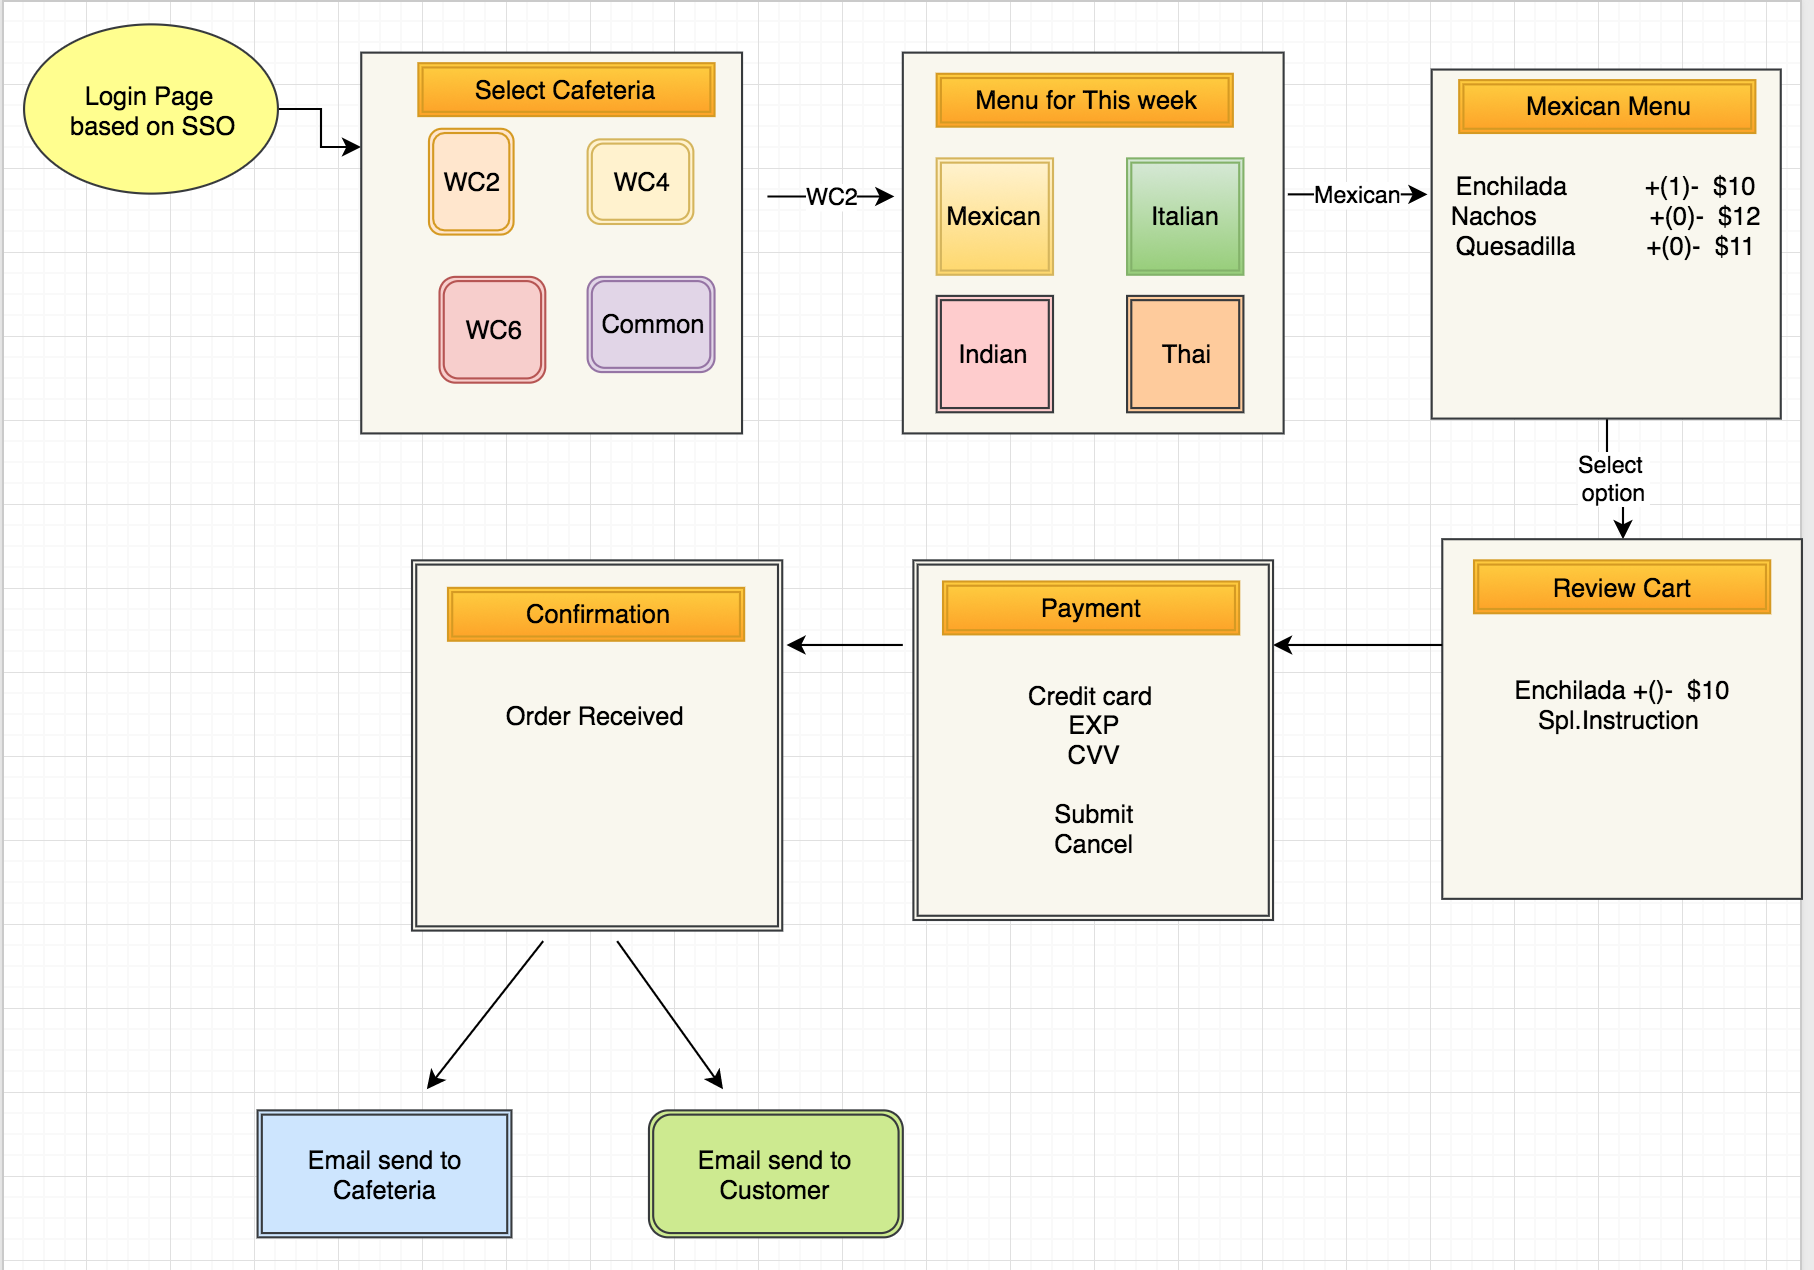 Login Page
based on SSO
Select Cafeteria
WC2
WC4
WC6
Common
WC2
Menu for This week
Mexican
Italian
Indian
Thai
Mexican
Mexican Menu
Enchilada +(1)- $10
Nachos +(0)- $12
Quesadilla +(0)- $11
Select
option
Review Cart
Enchilada +()- $10
Spl.Instruction
Payment
Credit card
EXP
CVV
Submit
Cancel
Confirmation
Order Received
Email send to
Cafeteria
Email send to
Customer